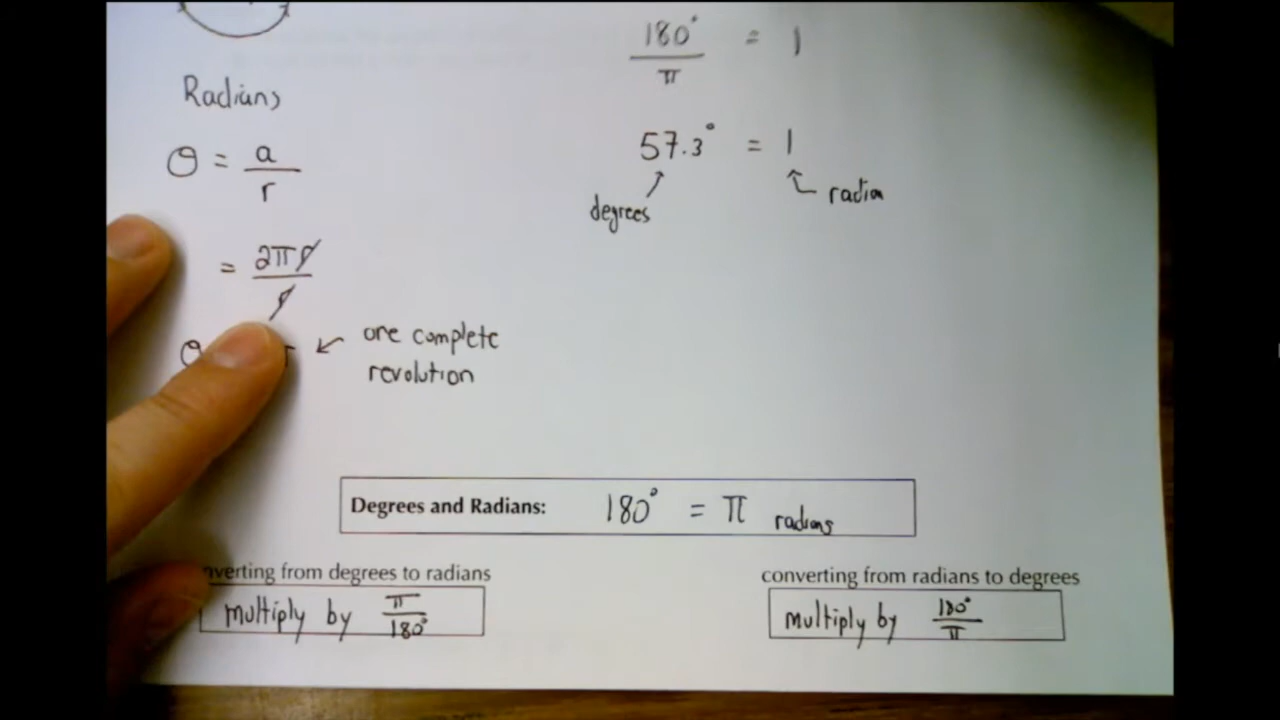 Radians
θ = a/r
= 2πr/r
θ
← one complete
revolution
180°/π = 1
57.3° = 1
degrees
radian
Degrees and Radians: 180° = π radians
verting from degrees to radians
multiply by π/180°
converting from radians to degrees
multiply by 180°/π